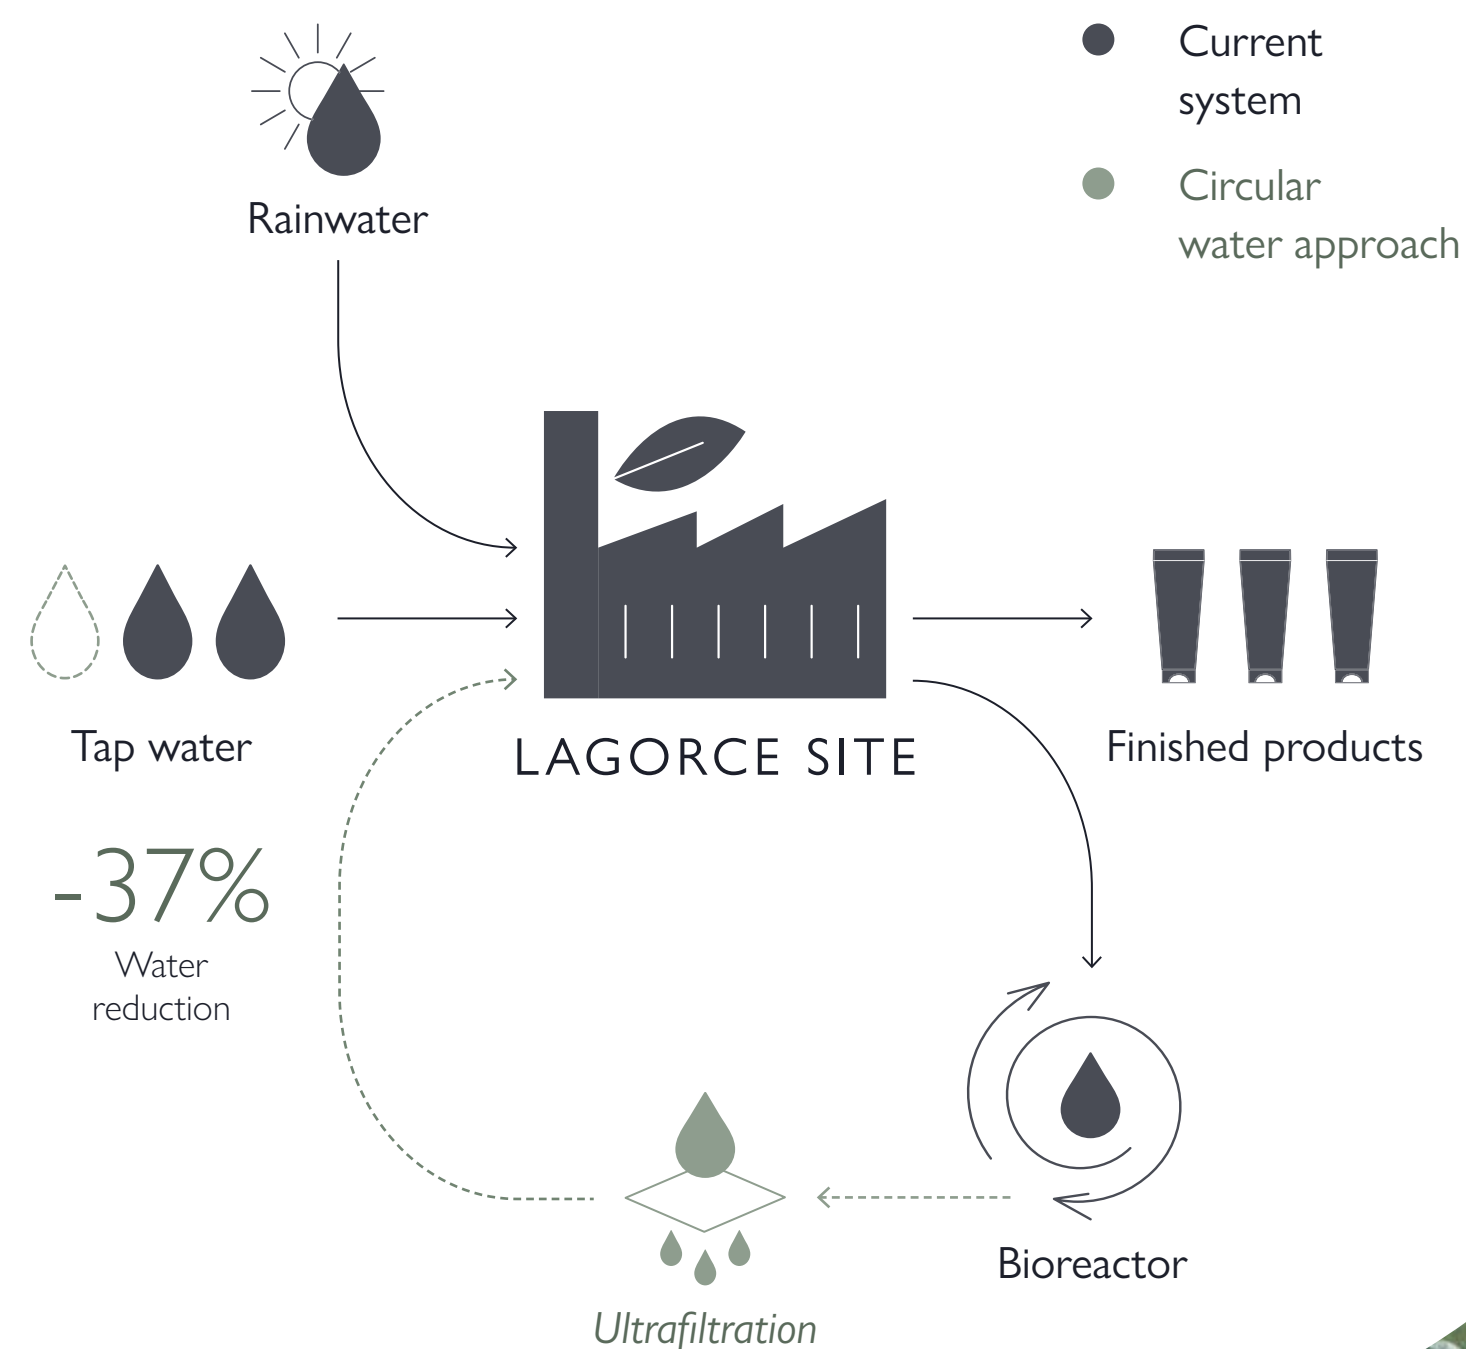 Current
system
Circular
water approach
Rainwater
Tap water
LAGORCE SITE
Finished products
-37%
Water
reduction
Bioreactor
Ultrafiltration